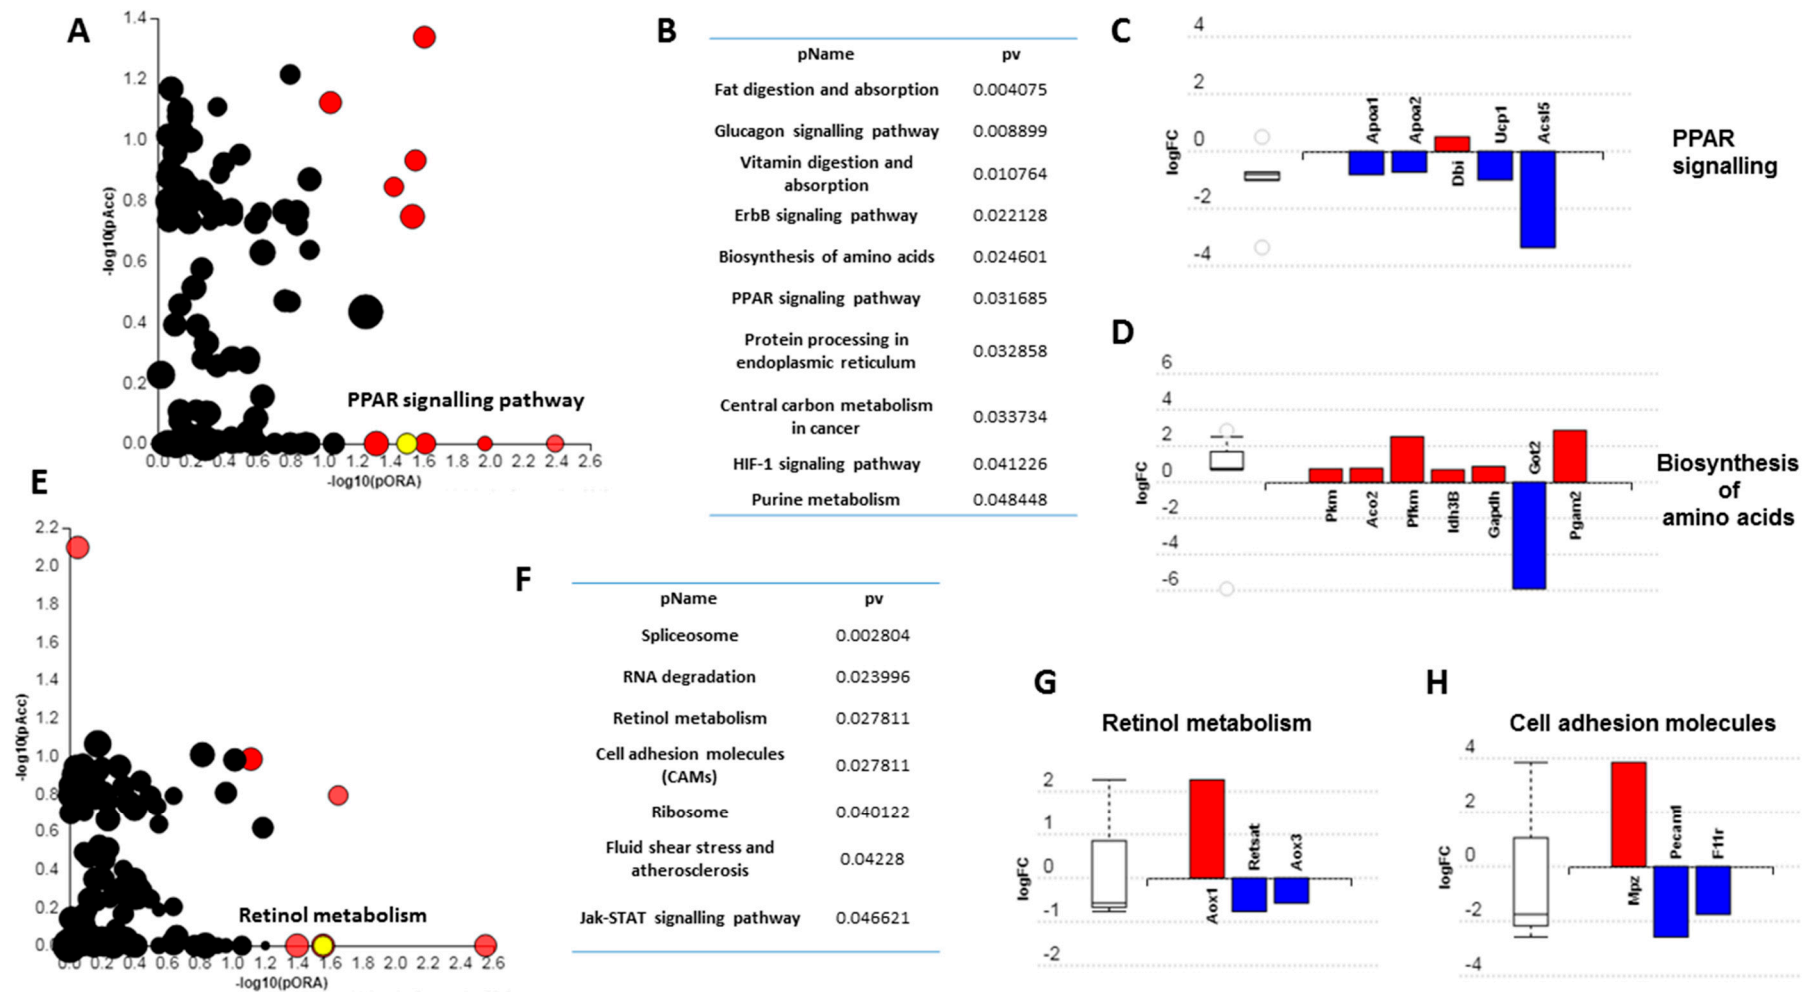 A
1.4
1.2
1.0
0.8
0.6
0.4
0.2
0.0
-log10(pAcc)
PPAR signalling pathway
0.0 0.2 0.4 0.6 0.8 1.0 1.2 1.4 1.6 1.8 2.0 2.2 2.4 2.6
-log10(pORA)
B
pName pv
Fat digestion and absorption 0.004075
Glucagon signalling pathway 0.008899
Vitamin digestion and
absorption 0.010764
ErbB signaling pathway 0.022128
Biosynthesis of amino acids 0.024601
PPAR signaling pathway 0.031685
Protein processing in
endoplasmic reticulum 0.032858
Central carbon metabolism
in cancer 0.033734
HIF-1 signaling pathway 0.041226
Purine metabolism 0.048448
C
4
2
0
-2
-4
logFC
Apoa1
Apoa2
Dbi
Ucp1
Acsl5
PPAR
signalling
D
6
4
2
0
-2
-4
-6
logFC
Pkm
Aco2
Pfkm
Idh3B
Gapdh
Got2
Pgam2
Biosynthesis
of
amino acids
E
2.2
2.0
1.8
1.6
1.4
1.2
1.0
0.8
0.6
0.4
0.2
0.0
-log10(pAcc)
Retinol metabolism
0.0 0.2 0.4 0.6 0.8 1.0 1.2 1.4 1.6 1.8 2.0 2.2 2.4 2.6
-log10(pORA)
F
pName pv
Spliceosome 0.002804
RNA degradation 0.023996
Retinol metabolism 0.027811
Cell adhesion molecules
(CAMs) 0.027811
Ribosome 0.040122
Fluid shear stress and
atherosclerosis 0.04228
Jak-STAT signalling pathway 0.046621
G
Retinol metabolism
2
1
0
-1
-2
logFC
Aox1
Retsat
Aox3
H
Cell adhesion molecules
4
2
0
-2
-4
logFC
Mpz
Pecaml
F11r